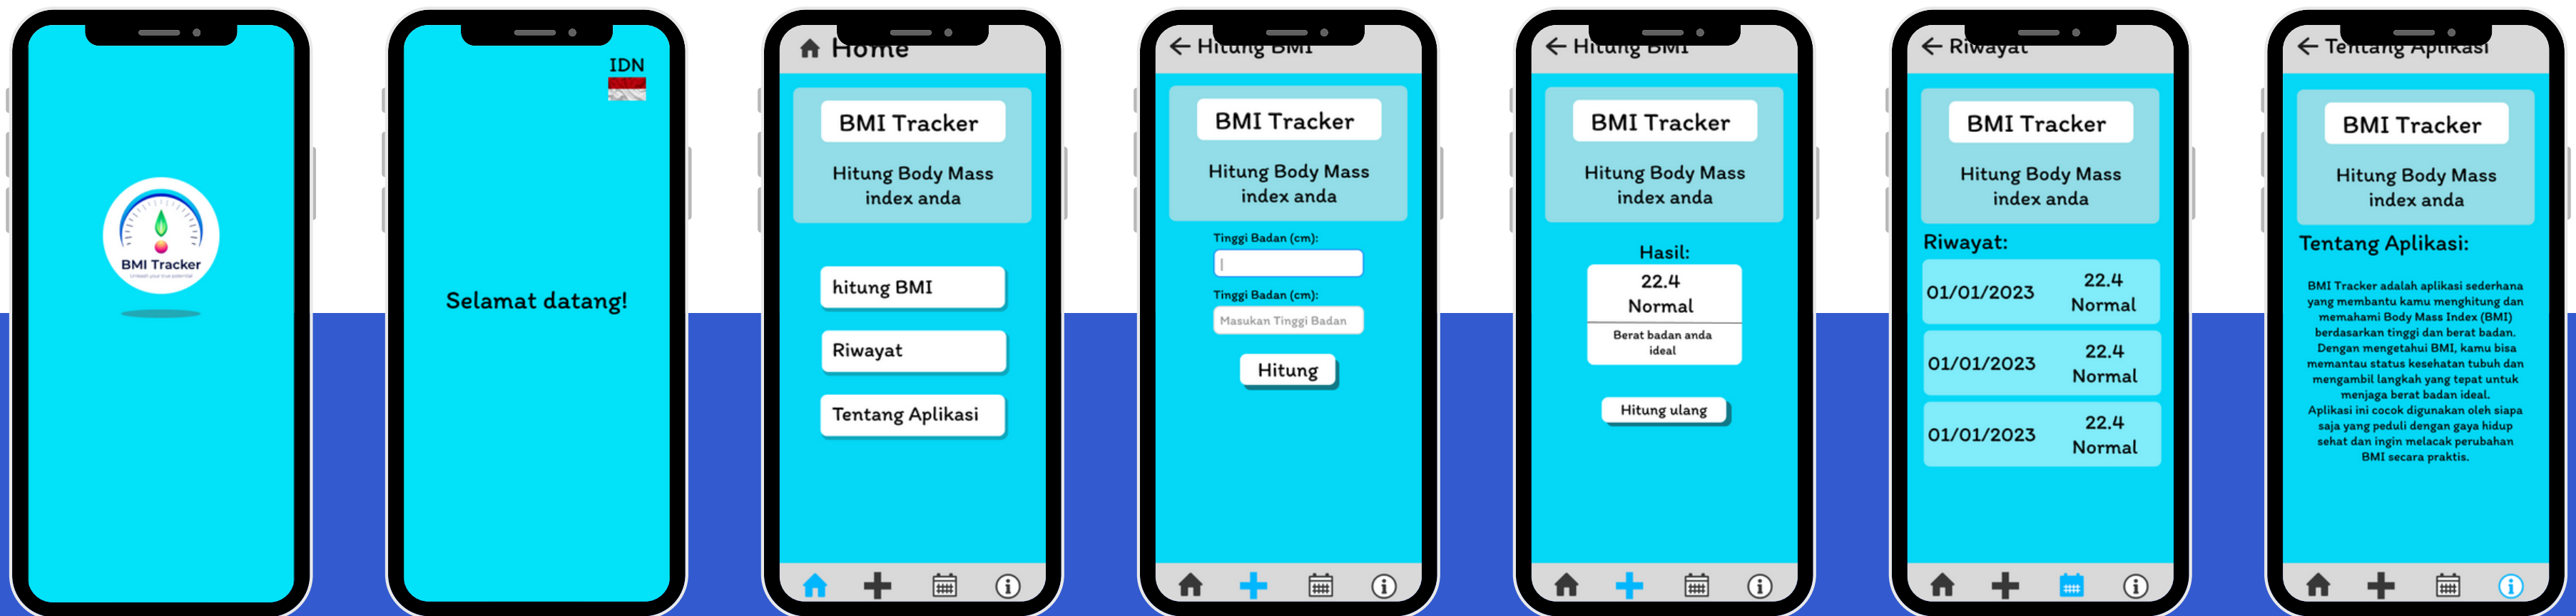 BMI Tracker
Unleash your true potential
IDN
Selamat datang!
Home
BMI Tracker
Hitung Body Mass
index anda
hitung BMI
Riwayat
Tentang Aplikasi
Hitung BMI
BMI Tracker
Hitung Body Mass
index anda
Tinggi Badan (cm):
Tinggi Badan (cm):
Masukan Tinggi Badan
Hitung
Hitung BMI
BMI Tracker
Hitung Body Mass
index anda
Hasil:
22.4
Normal
Berat badan anda
ideal
Hitung ulang
Riwayat
BMI Tracker
Hitung Body Mass
index anda
Riwayat:
01/01/2023
22.4
Normal
01/01/2023
22.4
Normal
01/01/2023
22.4
Normal
Tentang Aplikasi
BMI Tracker
Hitung Body Mass
index anda
Tentang Aplikasi:
BMI Tracker adalah aplikasi sederhana
yang membantu kamu menghitung dan
memahami Body Mass Index (BMI)
berdasarkan tinggi dan berat badan.
Dengan mengetahui BMI, kamu bisa
memantau status kesehatan tubuh dan
mengambil langkah yang tepat untuk
menjaga berat badan ideal.
Aplikasi ini cocok digunakan oleh siapa
saja yang peduli dengan gaya hidup
sehat dan ingin melacak perubahan
BMI secara praktis.